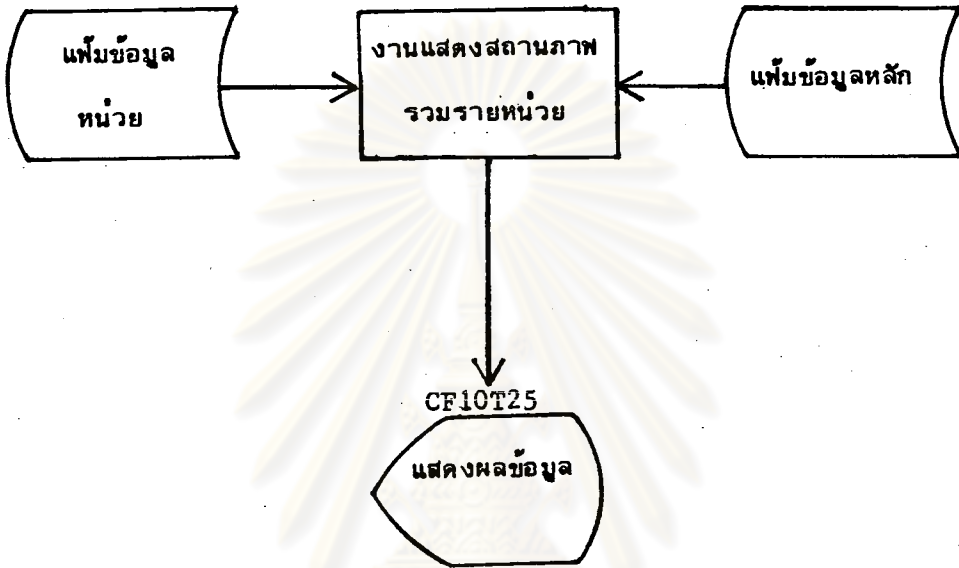 แฟ้มข้อมูล
หน่วย
งานแสดงสถานภาพ
รวมรายหน่วย
แฟ้มข้อมูลหลัก
CF10T25
แสดงผลข้อมูล